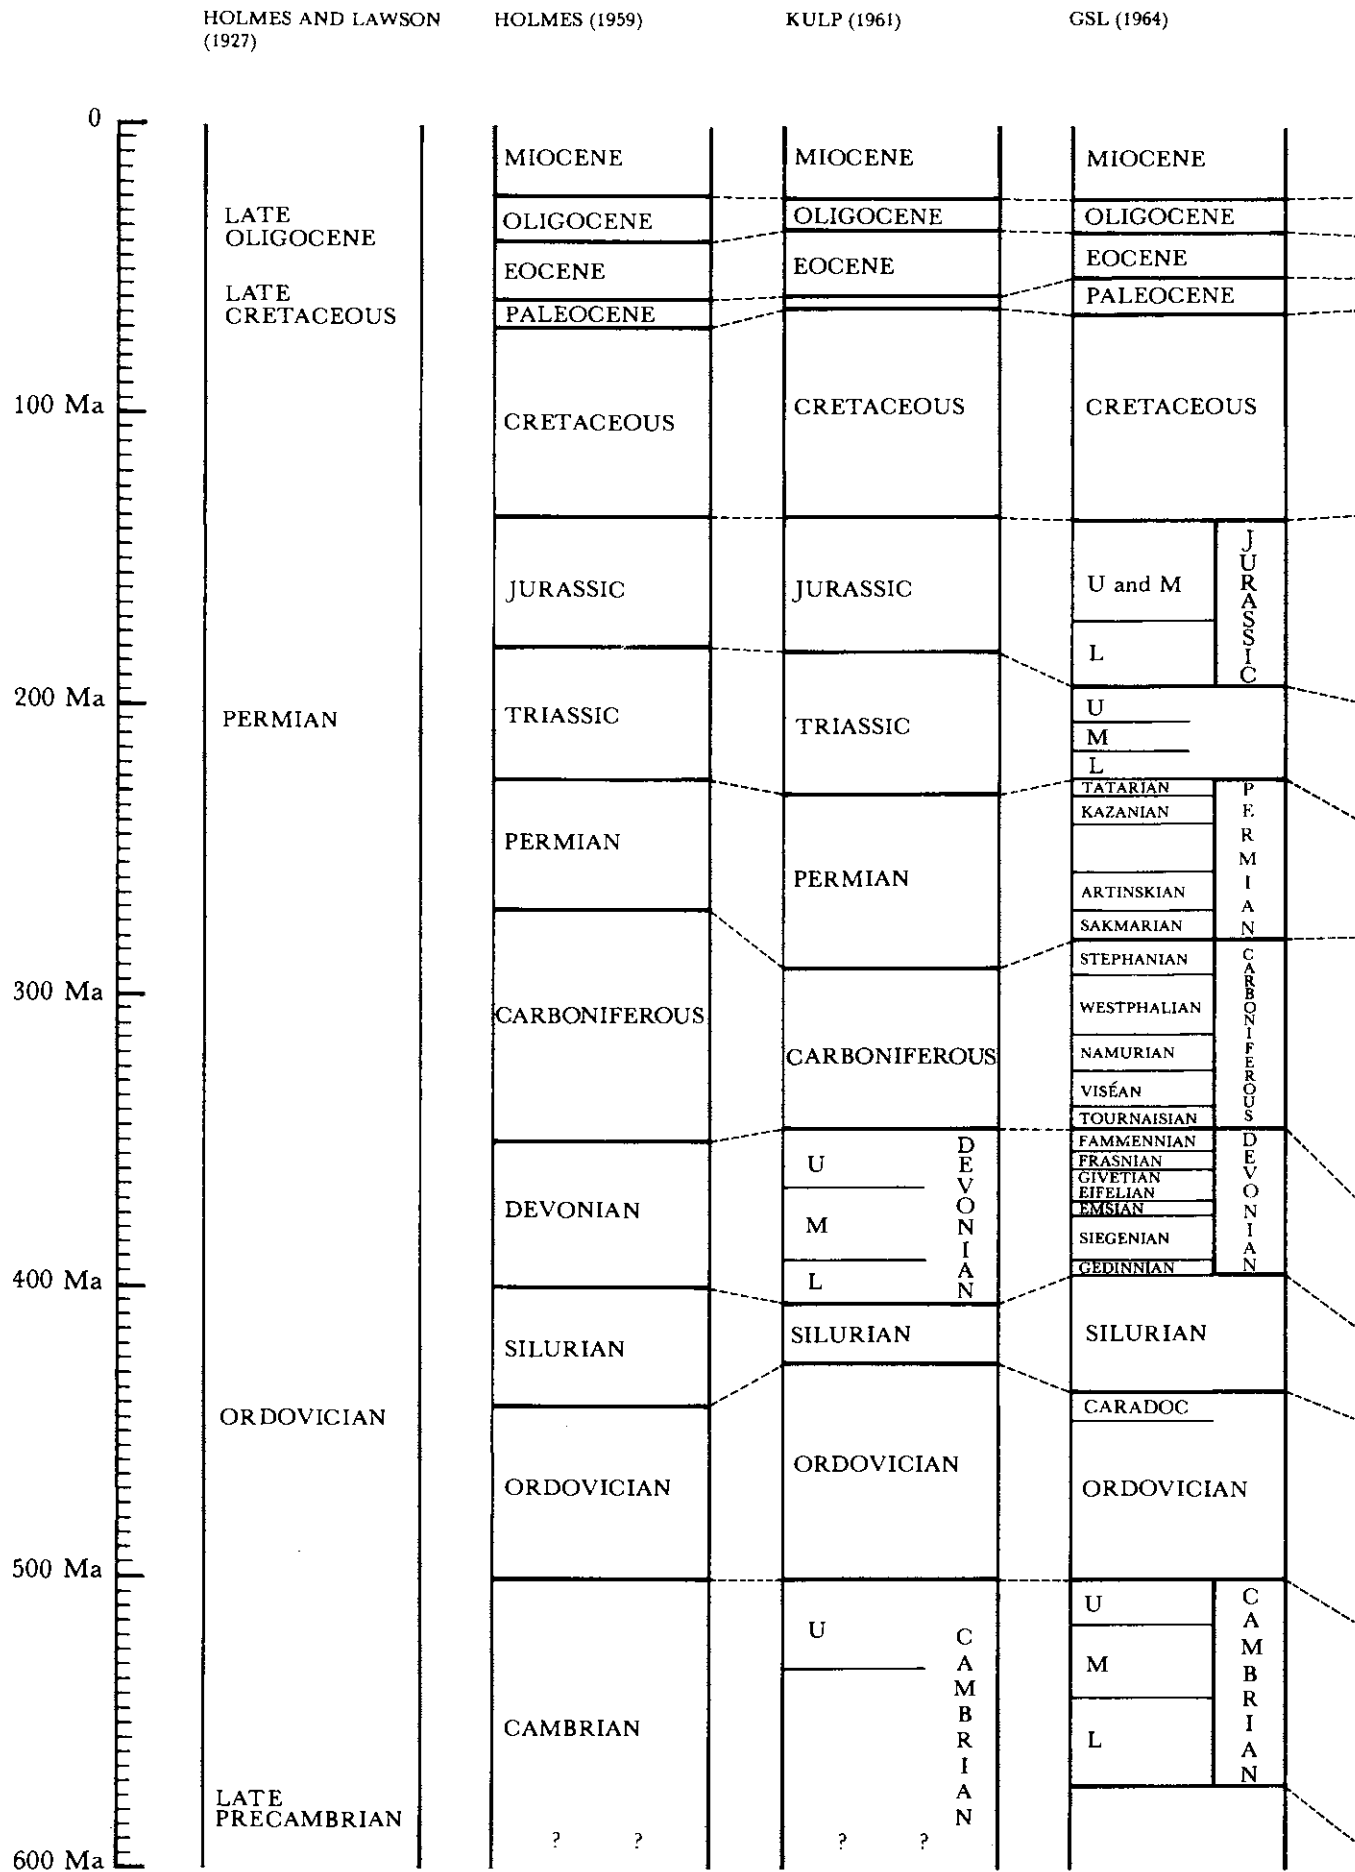 HOLMES AND LAWSON
(1927)
HOLMES (1959)
KULP (1961)
GSL (1964)
0
100 Ma
200 Ma
300 Ma
400 Ma
500 Ma
600 Ma
LATE
OLIGOCENE
LATE
CRETACEOUS
PERMIAN
ORDOVICIAN
LATE
PRECAMBRIAN
MIOCENE
OLIGOCENE
EOCENE
PALEOCENE
CRETACEOUS
JURASSIC
TRIASSIC
PERMIAN
CARBONIFEROUS
DEVONIAN
SILURIAN
ORDOVICIAN
CAMBRIAN
? ?
MIOCENE
OLIGOCENE
EOCENE
CRETACEOUS
JURASSIC
TRIASSIC
PERMIAN
CARBONIFEROUS
U
M
L
DEVONIAN
SILURIAN
ORDOVICIAN
U
CAMBRIAN
? ?
MIOCENE
OLIGOCENE
EOCENE
PALEOCENE
CRETACEOUS
U and M
L
JURASSIC
U
M
L
TATARIAN
KAZANIAN
ARTINSKIAN
SAKMARIAN
PERMIAN
STEPHANIAN
WESTPHALIAN
NAMURIAN
VISÉAN
TOURNAISIAN
CARBONIFEROUS
FAMMENNIAN
FRASNIAN
GIVETIAN
EIFELIAN
EMSIAN
SIEGENIAN
GEDINNIAN
DEVONIAN
SILURIAN
CARADOC
ORDOVICIAN
U
M
L
CAMBRIAN